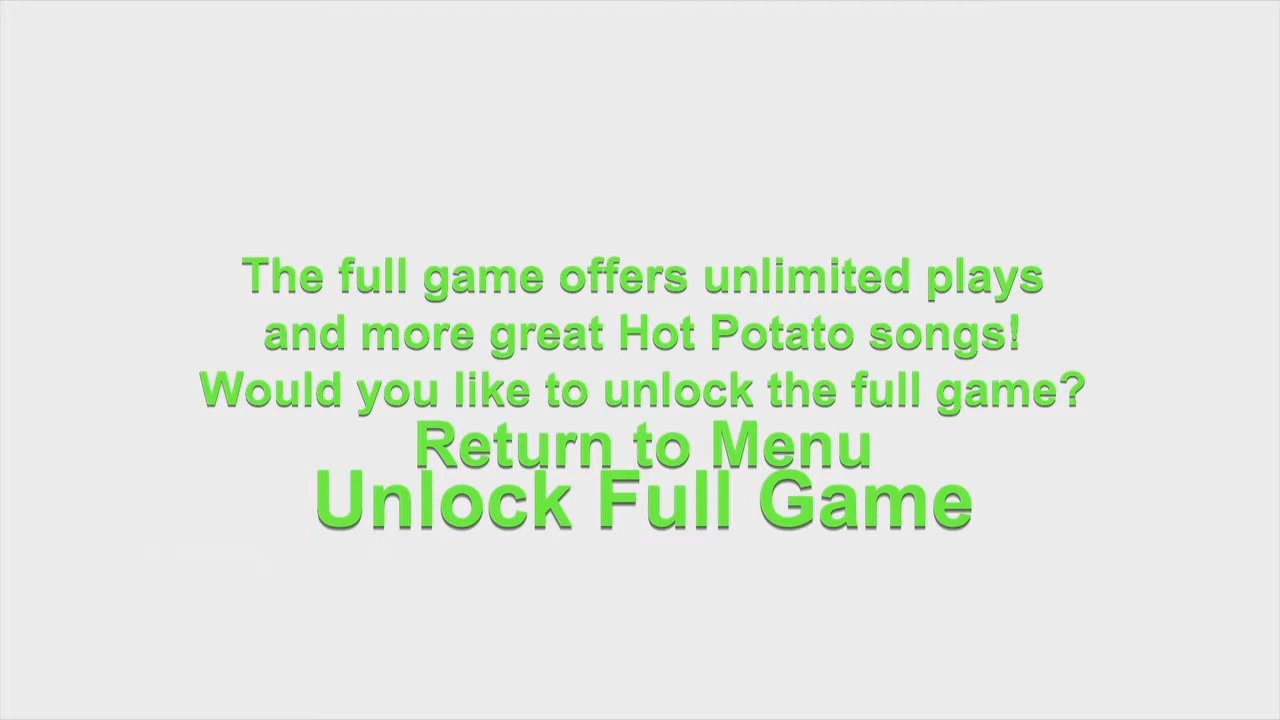 The full game offers unlimited plays
and more great Hot Potato songs!
Would you like to unlock the full game?
Return to Menu
Unlock Full Game